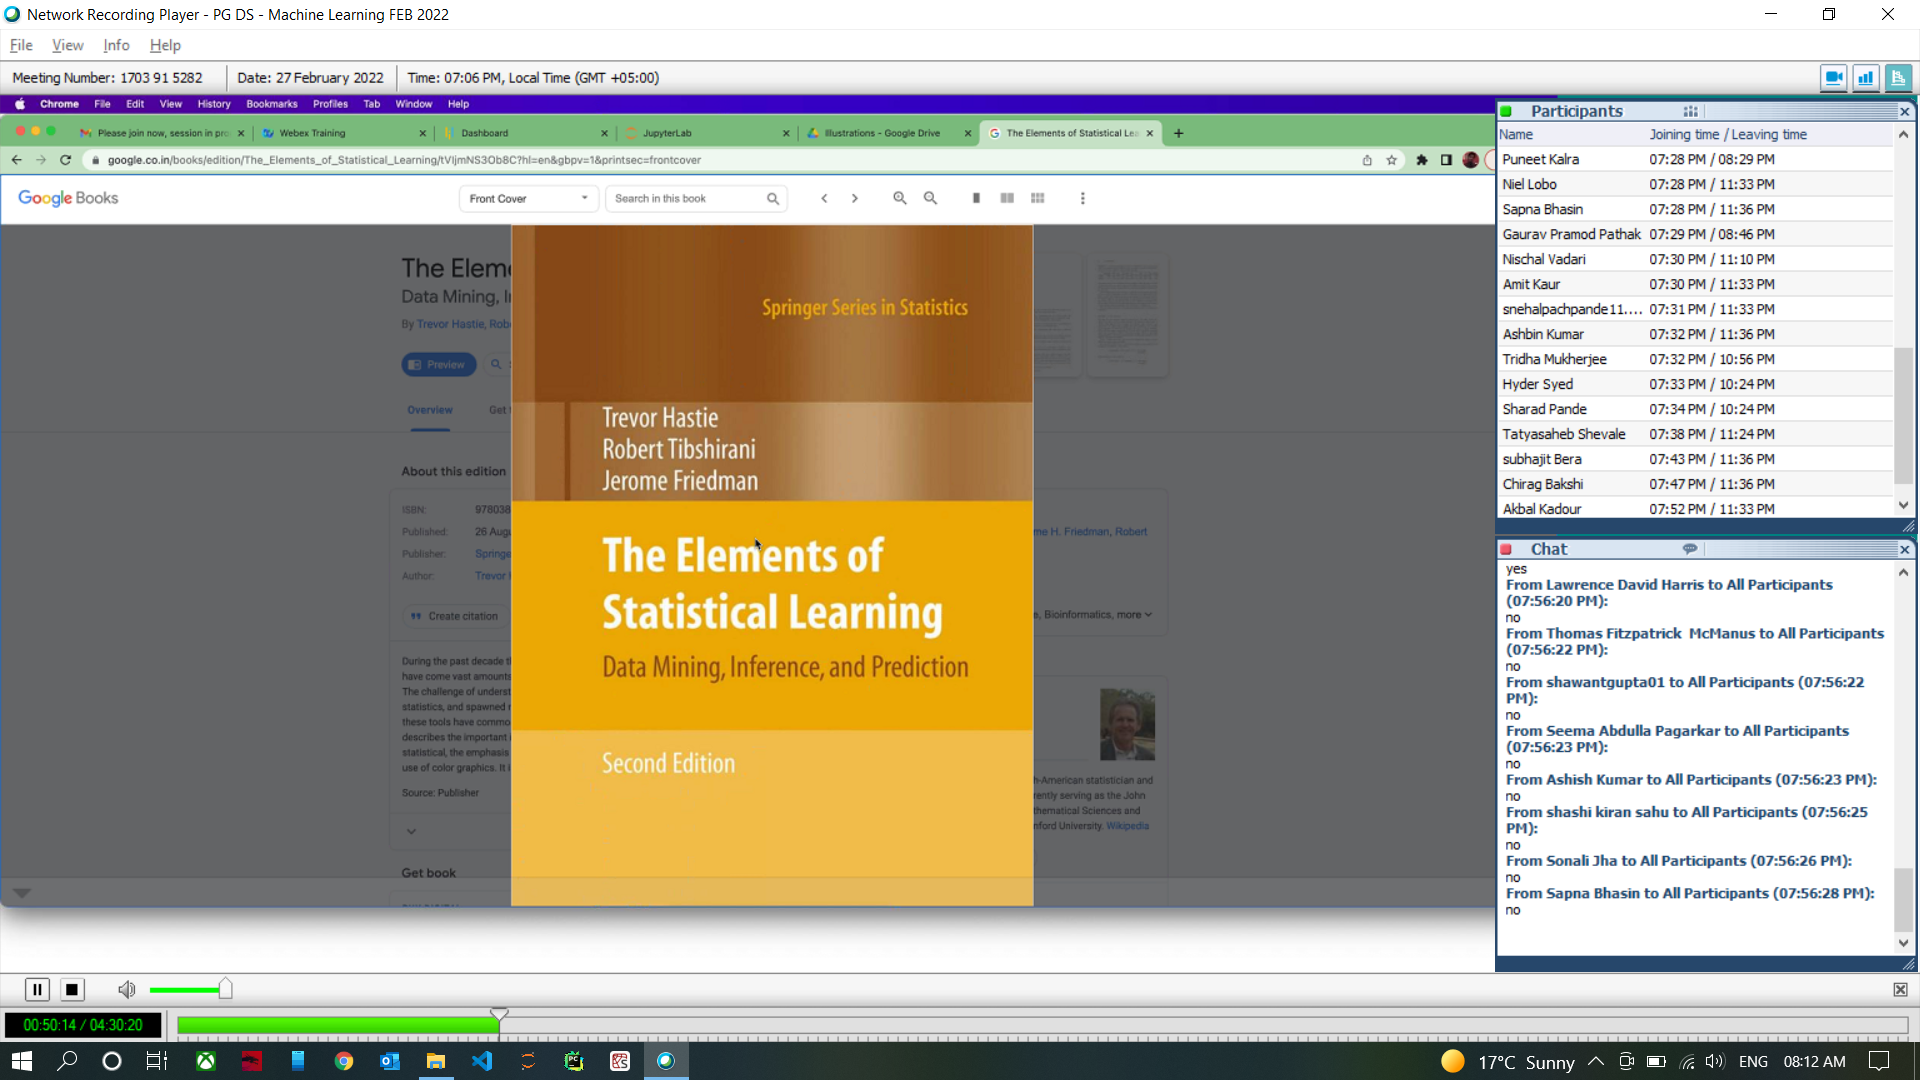 Network Recording Player - PG DS - Machine Learning FEB 2022
File View Info Help
Meeting Number: 1703 91 5282 Date: 27 February 2022 Time: 07:06 PM, Local Time (GMT +05:00)
Chrome File Edit View History Bookmarks Profiles Tab Window Help
Please join now, session in pro Webex Training Dashboard JupyterLab Illustrations - Google Drive The Elements of Statistical Lea
google.co.in/books/edition/The_Elements_of_Statistical_Learning/tVIjmNS3Ob8C?hl=en&gbpv=1&printsec=frontcover
Google Books Front Cover Search in this book
The Elem
Data Mining, I
By Trevor Hastie, Rob
Preview
Overview Get
About this edition
ISBN: 978038
Published: 26 Aug
Publisher: Springe
Author: Trevor
Create citation
During the past decade t
have come vast amounts
The challenge of underst
statistics, and spawned
these tools have commo
describes the important
statistical, the emphasis
use of color graphics. It i
Source: Publisher
Get book
Springer Series in Statistics
Trevor Hastie
Robert Tibshirani
Jerome Friedman
The Elements of
Statistical Learning
Data Mining, Inference, and Prediction
Second Edition
me H. Friedman, Robert
e, Bioinformatics, more
h-American statistician and
rently serving as the John
thematical Sciences and
nford University. Wikipedia
Participants
Name Joining time / Leaving time
Puneet Kalra 07:28 PM / 08:29 PM
Niel Lobo 07:28 PM / 11:33 PM
Sapna Bhasin 07:28 PM / 11:36 PM
Gaurav Pramod Pathak 07:29 PM / 08:46 PM
Nischal Vadari 07:30 PM / 11:10 PM
Amit Kaur 07:30 PM / 11:33 PM
snehalpachpande11.... 07:31 PM / 11:33 PM
Ashbin Kumar 07:32 PM / 11:36 PM
Tridha Mukherjee 07:32 PM / 10:56 PM
Hyder Syed 07:33 PM / 10:24 PM
Sharad Pande 07:34 PM / 10:24 PM
Tatyasaheb Shevale 07:38 PM / 11:24 PM
subhajit Bera 07:43 PM / 11:36 PM
Chirag Bakshi 07:47 PM / 11:36 PM
Akbal Kadour 07:52 PM / 11:33 PM
Chat
yes
From Lawrence David Harris to All Participants
(07:56:20 PM):
no
From Thomas Fitzpatrick McManus to All Participants
(07:56:22 PM):
no
From shawantgupta01 to All Participants (07:56:22
PM):
no
From Seema Abdulla Pagarkar to All Participants
(07:56:23 PM):
no
From Ashish Kumar to All Participants (07:56:23 PM):
no
From shashi kiran sahu to All Participants (07:56:25
PM):
no
From Sonali Jha to All Participants (07:56:26 PM):
no
From Sapna Bhasin to All Participants (07:56:28 PM):
no
00:50:14 / 04:30:20
17°C Sunny ENG 08:12 AM